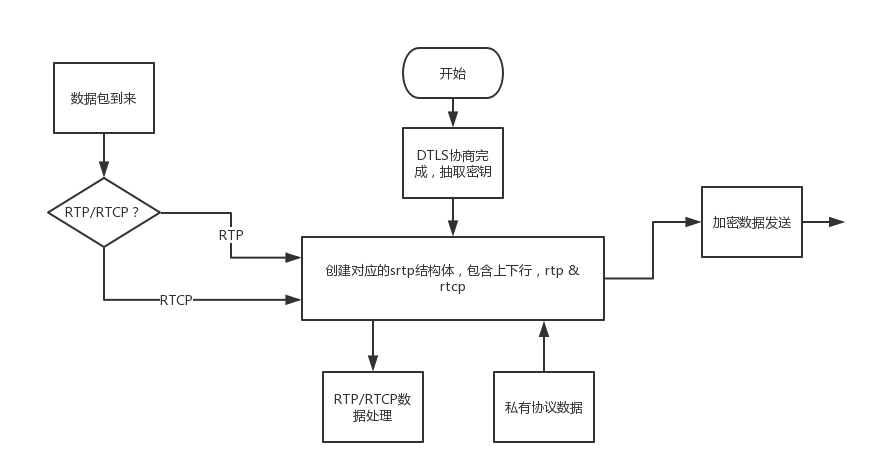 开始
数据包到来
DTLS协商完
成，抽取密钥
RTP/RTCP？
RTP
加密数据发送
创建对应的srtp结构体，包含上下行，rtp &
rtcp
RTCP
RTP/RTCP数
据处理
私有协议数据